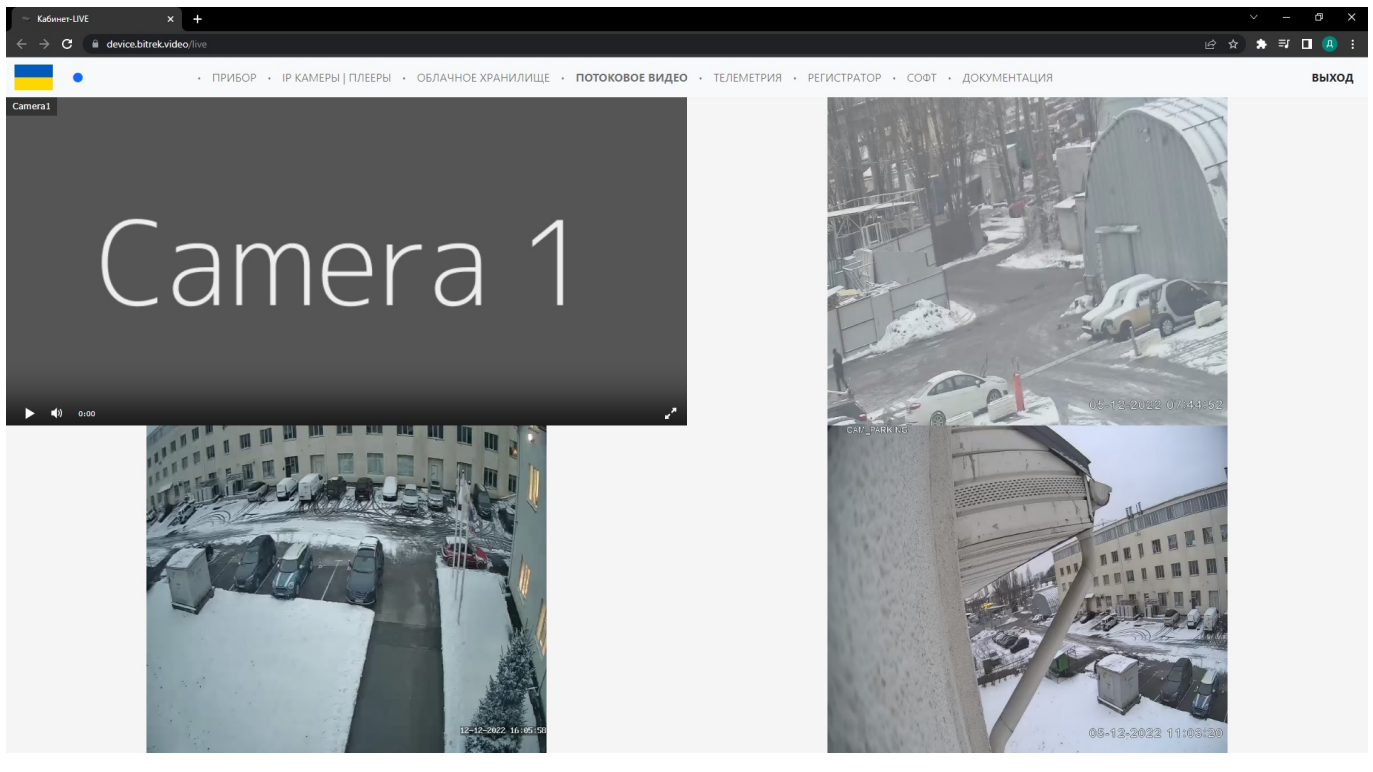 Кабинет-LIVE
device.bitrek.video/live
Д
• ПРИБОР • IP КАМЕРЫ | ПЛЕЕРЫ • ОБЛАЧНОЕ ХРАНИЛИЩЕ • ПОТОКОВОЕ ВИДЕО • ТЕЛЕМЕТРИЯ • РЕГИСТРАТОР • СОФТ • ДОКУМЕНТАЦИЯ ВЫХОД
Camera1
Camera 1
0:00
05-12-2022 07:44:52
12-12-2022 16:05:58
CAM_PARKING
05-12-2022 11:03:20